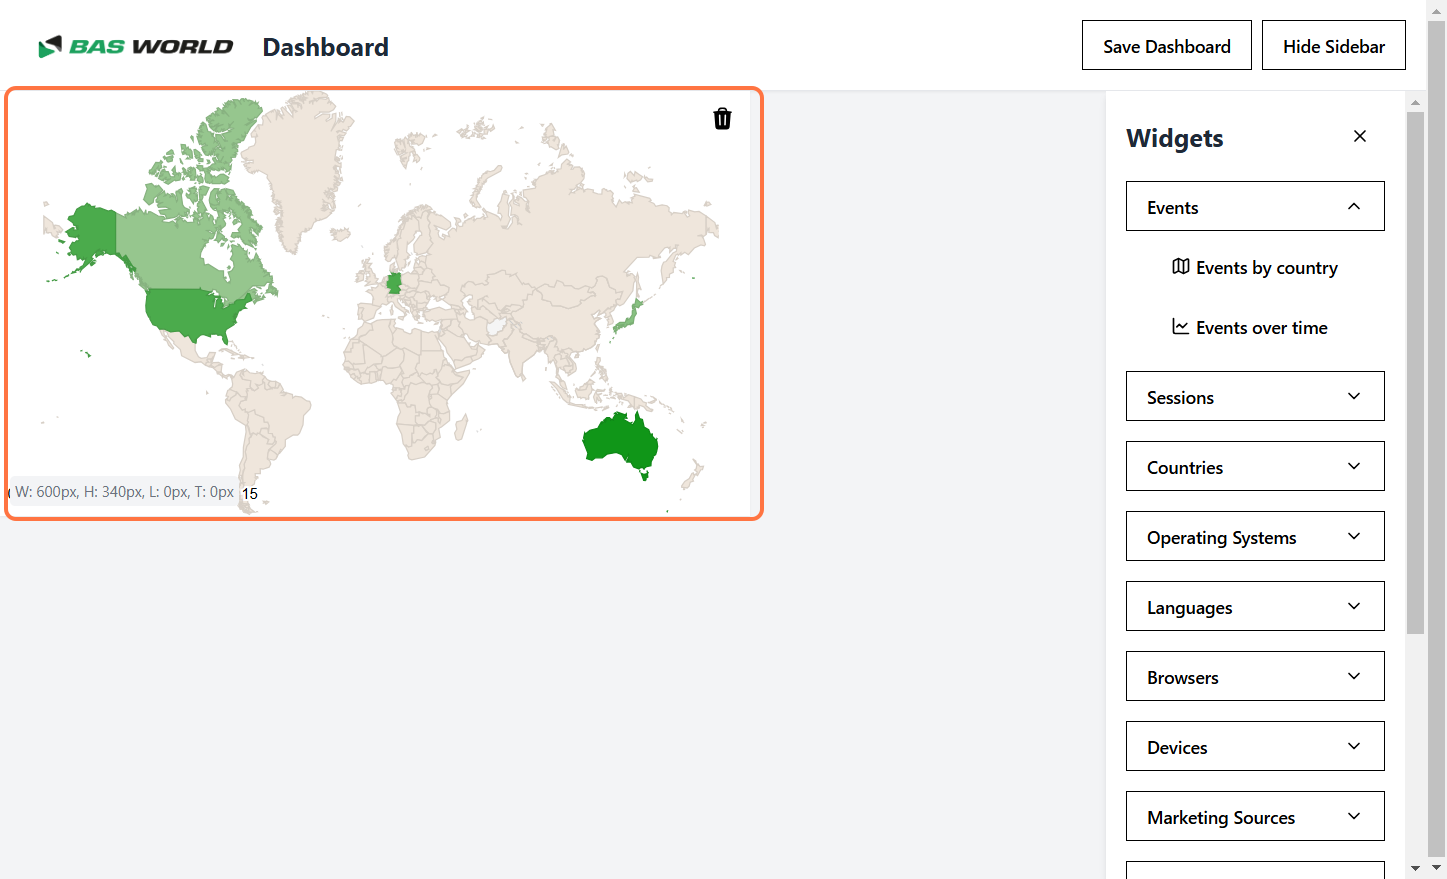 BAS WORLD
Dashboard
Save Dashboard
Hide Sidebar
Widgets
Events
Events by country
Events over time
Sessions
Countries
Operating Systems
Languages
Browsers
Devices
Marketing Sources
W: 600px, H: 340px, L: 0px, T: 0px
15